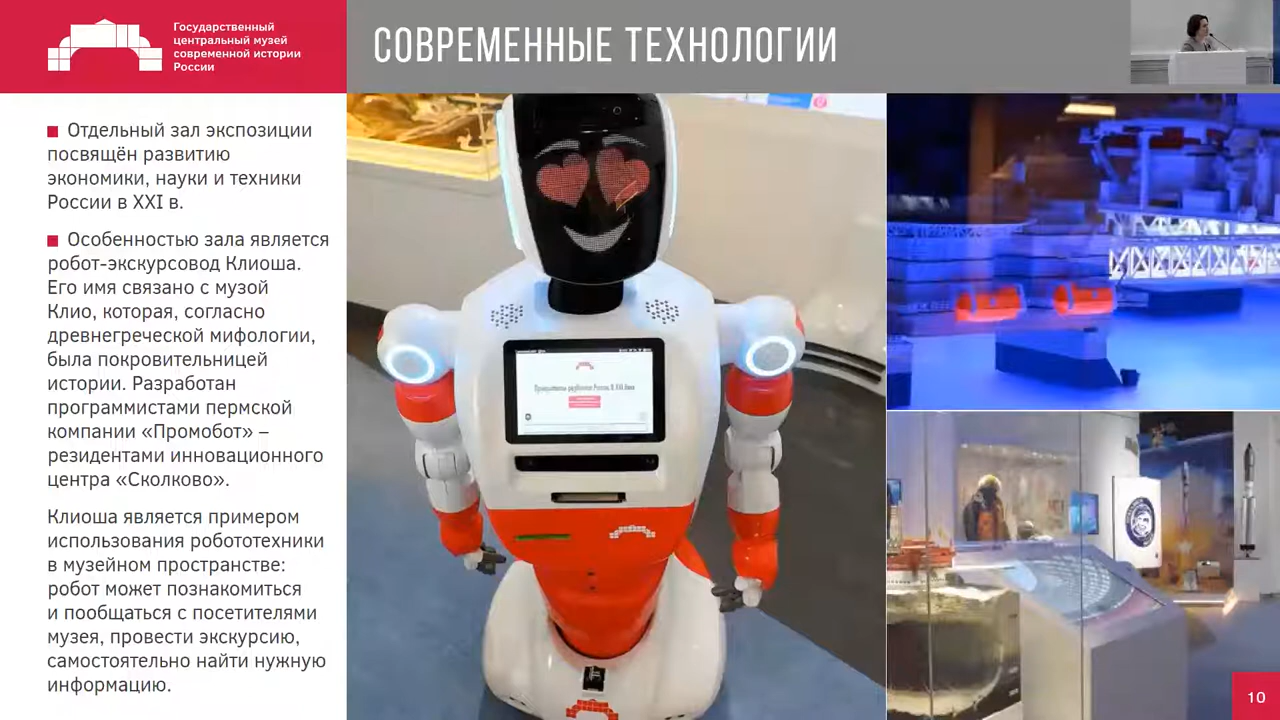 Государственный
центральный музей
современной истории
России
СОВРЕМЕННЫЕ ТЕХНОЛОГИИ
Отдельный зал экспозиции
посвящён развитию
экономики, науки и техники
России в XXI в.
Особенностью зала является
робот-экскурсовод Клиоша.
Его имя связано с музой
Клио, которая, согласно
древнегреческой мифологии,
была покровительницей
истории. Разработан
программистами пермской
компании «Промобот» –
резидентами инновационного
центра «Сколково».
Клиоша является примером
использования робототехники
в музейном пространстве:
робот может познакомиться
и пообщаться с посетителями
музея, провести экскурсию,
самостоятельно найти нужную
информацию.
10